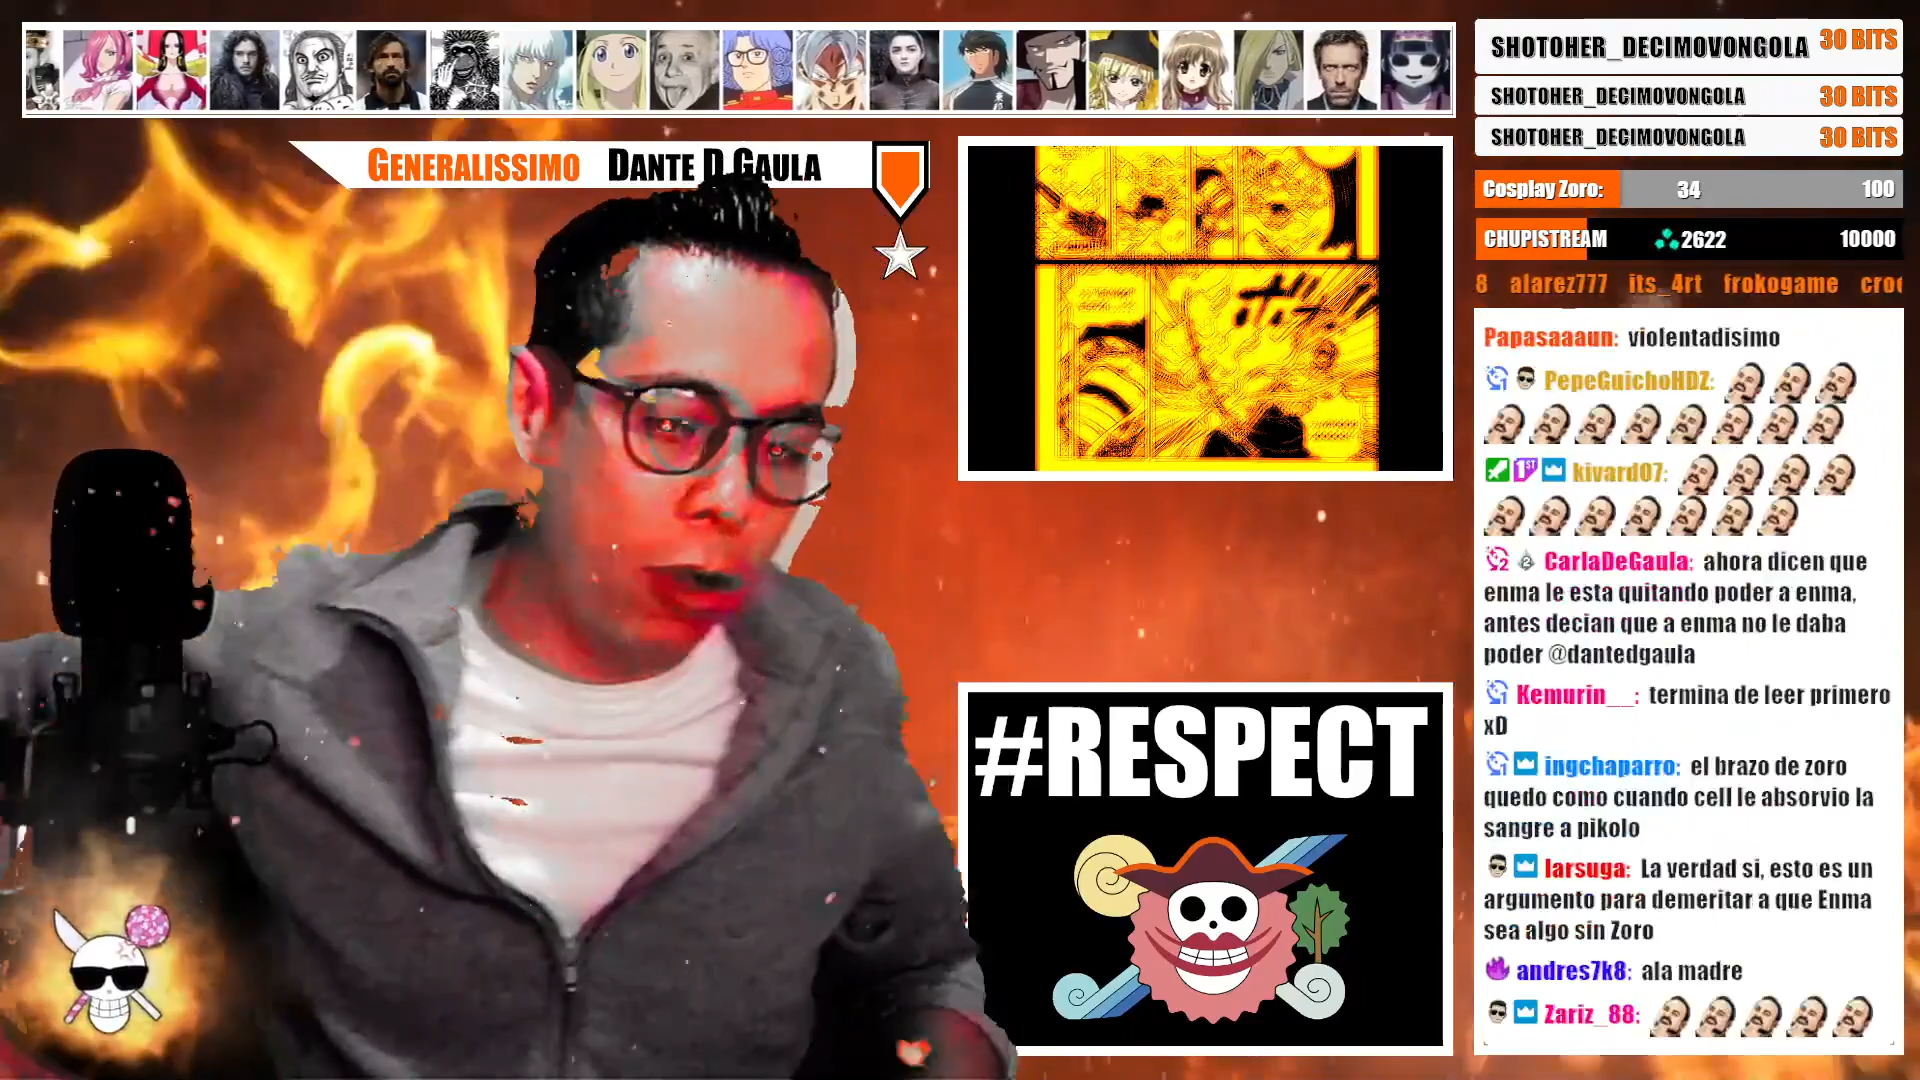 GENERALISSIMO DANTE D GAULA
#RESPECT
SHOTOHER_DECIMOVONGOLA 30 BITS
SHOTOHER_DECIMOVONGOLA 30 BITS
SHOTOHER_DECIMOVONGOLA 30 BITS
Cosplay Zoro: 34 100
CHUPISTREAM 2622 10000
8 alarez777 its_4rt frokogame
Papasaaaun: violentadisimo
PepeGuichoHDZ:
1ST kivard07:
2 2 CarlaDeGaula: ahora dicen que
enma le esta quitando poder a enma,
antes decian que a enma no le daba
poder @dantedgaula
Kemurin__: termina de leer primero
xD
ingchaparro: el brazo de zoro
quedo como cuando cell le absorvio la
sangre a pikolo
larsuga: La verdad si, esto es un
argumento para demeritar a que Enma
sea algo sin Zoro
andres7k8: ala madre
Zariz_88: